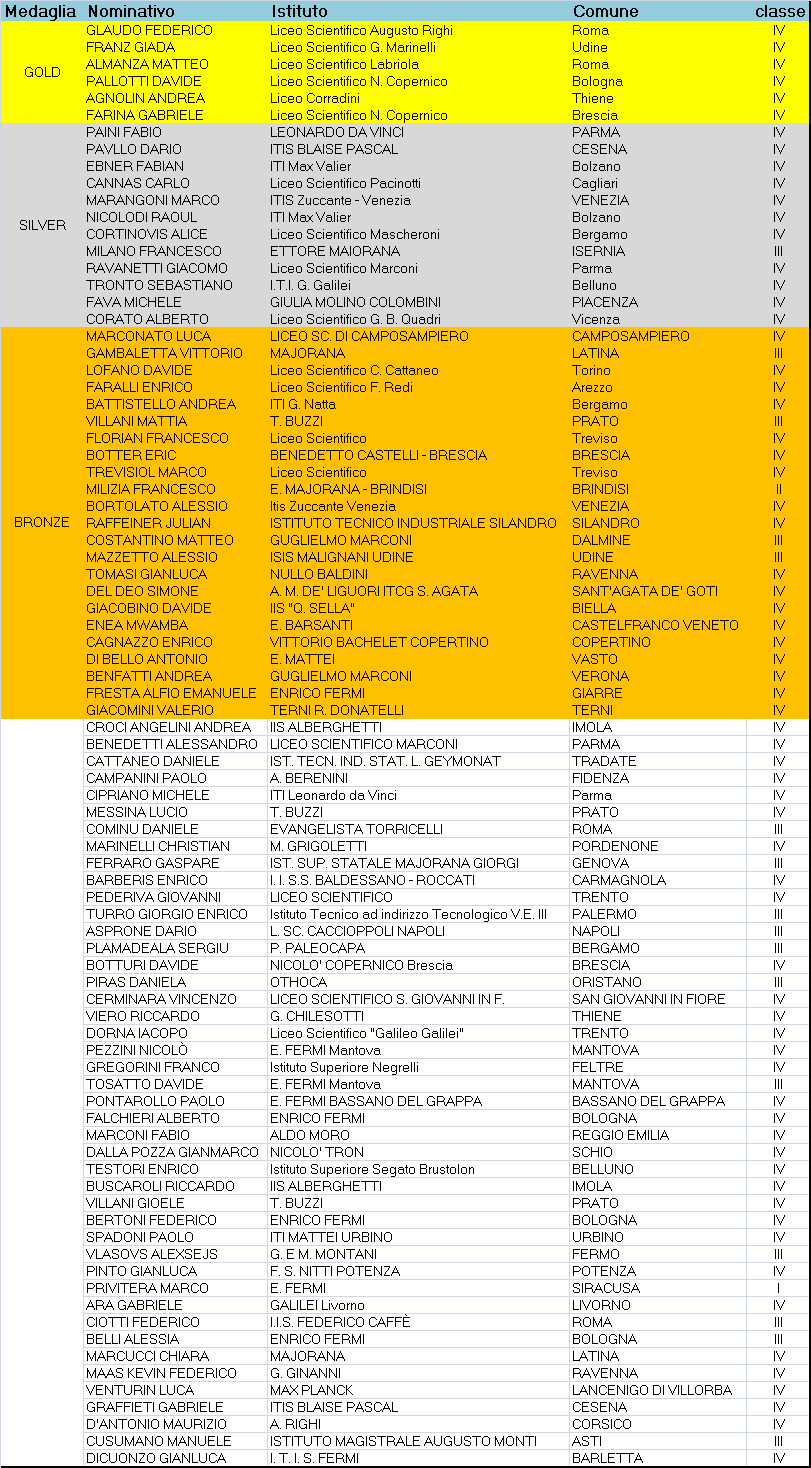 Medaglia Nominativo Istituto Comune classe
GLAUDO FEDERICO Liceo Scientifico Augusto Righi Roma IV
FRANZ GIADA Liceo Scientifico G. Marinelli Udine IV
ALMANZA MATTEO Liceo Scientifico Labriola Roma IV
GOLD
PALLOTTI DAVIDE Liceo Scientifico N. Copernico Bologna IV
AGNOLIN ANDREA Liceo Corradini Thiene IV
FARINA GABRIELE Liceo Scientifico N. Copernico Brescia IV
PAINI FABIO LEONARDO DA VINCI PARMA IV
PAVLLO DARIO ITIS BLAISE PASCAL CESENA IV
EBNER FABIAN ITI Max Valier Bolzano IV
CANNAS CARLO Liceo Scientifico Pacinotti Cagliari IV
MARANGONI MARCO ITIS Zuccante - Venezia VENEZIA IV
NICOLODI RAOUL ITI Max Valier Bolzano IV
SILVER
CORTINOVIS ALICE Liceo Scientifico Mascheroni Bergamo IV
MILANO FRANCESCO ETTORE MAIORANA ISERNIA III
RAVANETTI GIACOMO Liceo Scientifico Marconi Parma IV
TRONTO SEBASTIANO I.T.I. G. Galilei Belluno IV
FAVA MICHELE GIULIA MOLINO COLOMBINI PIACENZA IV
CORATO ALBERTO Liceo Scientifico G. B. Quadri Vicenza IV
MARCONATO LUCA LICEO SC. DI CAMPOSAMPIERO CAMPOSAMPIERO IV
GAMBALETTA VITTORIO MAJORANA LATINA III
LOFANO DAVIDE Liceo Scientifico C. Cattaneo Torino IV
FARALLI ENRICO Liceo Scientifico F. Redi Arezzo IV
BATTISTELLO ANDREA ITI G. Natta Bergamo IV
VILLANI MATTIA T. BUZZI PRATO III
FLORIAN FRANCESCO Liceo Scientifico Treviso IV
BOTTER ERIC BENEDETTO CASTELLI - BRESCIA BRESCIA IV
TREVISIOL MARCO Liceo Scientifico Treviso IV
MILIZIA FRANCESCO E. MAJORANA - BRINDISI BRINDISI II
BORTOLATO ALESSIO Itis Zuccante Venezia VENEZIA IV
BRONZE RAFFEINER JULIAN ISTITUTO TECNICO INDUSTRIALE SILANDRO SILANDRO IV
COSTANTINO MATTEO GUGLIELMO MARCONI DALMINE III
MAZZETTO ALESSIO ISIS MALIGNANI UDINE UDINE III
TOMASI GIANLUCA NULLO BALDINI RAVENNA IV
DEL DEO SIMONE A. M. DE' LIGUORI ITCG S. AGATA SANT'AGATA DE' GOTI IV
GIACOBINO DAVIDE IIS "Q. SELLA" BIELLA IV
ENEA MWAMBA E. BARSANTI CASTELFRANCO VENETO IV
CAGNAZZO ENRICO VITTORIO BACHELET COPERTINO COPERTINO IV
DI BELLO ANTONIO E. MATTEI VASTO IV
BENFATTI ANDREA GUGLIELMO MARCONI VERONA IV
FRESTA ALFIO EMANUELE ENRICO FERMI GIARRE IV
GIACOMINI VALERIO TERNI R. DONATELLI TERNI IV
CROCI ANGELINI ANDREA IIS ALBERGHETTI IMOLA IV
BENEDETTI ALESSANDRO LICEO SCIENTIFICO MARCONI PARMA IV
CATTANEO DANIELE IST. TECN. IND. STAT. L. GEYMONAT TRADATE IV
CAMPANINI PAOLO A. BERENINI FIDENZA IV
CIPRIANO MICHELE ITI Leonardo da Vinci Parma IV
MESSINA LUCIO T. BUZZI PRATO IV
COMINU DANIELE EVANGELISTA TORRICELLI ROMA III
MARINELLI CHRISTIAN M. GRIGOLETTI PORDENONE IV
FERRARO GASPARE IST. SUP. STATALE MAJORANA GIORGI GENOVA III
BARBERIS ENRICO I. I. S.S. BALDESSANO - ROCCATI CARMAGNOLA IV
PEDERIVA GIOVANNI LICEO SCIENTIFICO TRENTO IV
TURRO GIORGIO ENRICO Istituto Tecnico ad indirizzo Tecnologico V.E. III PALERMO III
ASPRONE DARIO L. SC. CACCIOPPOLI NAPOLI NAPOLI III
PLAMADEALA SERGIU P. PALEOCAPA BERGAMO III
BOTTURI DAVIDE NICOLO' COPERNICO Brescia BRESCIA IV
PIRAS DANIELA OTHOCA ORISTANO III
CERMINARA VINCENZO LICEO SCIENTIFICO S. GIOVANNI IN F. SAN GIOVANNI IN FIORE IV
VIERO RICCARDO G. CHILESOTTI THIENE IV
DORNA IACOPO Liceo Scientifico "Galileo Galilei" TRENTO IV
PEZZINI NICOLÒ E. FERMI Mantova MANTOVA IV
GREGORINI FRANCO Istituto Superiore Negrelli FELTRE IV
TOSATTO DAVIDE E. FERMI Mantova MANTOVA III
PONTAROLLO PAOLO E. FERMI BASSANO DEL GRAPPA BASSANO DEL GRAPPA IV
FALCHIERI ALBERTO ENRICO FERMI BOLOGNA IV
MARCONI FABIO ALDO MORO REGGIO EMILIA IV
DALLA POZZA GIANMARCO NICOLO' TRON SCHIO IV
TESTORI ENRICO Istituto Superiore Segato Brustolon BELLUNO IV
BUSCAROLI RICCARDO IIS ALBERGHETTI IMOLA IV
VILLANI GIOELE T. BUZZI PRATO IV
BERTONI FEDERICO ENRICO FERMI BOLOGNA IV
SPADONI PAOLO ITI MATTEI URBINO URBINO IV
VLASOVS ALEXSEJS G. E M. MONTANI FERMO III
PINTO GIANLUCA F. S. NITTI POTENZA POTENZA IV
PRIVITERA MARCO E. FERMI SIRACUSA I
ARA GABRIELE GALILEI Livorno LIVORNO IV
CIOTTI FEDERICO I.I.S. FEDERICO CAFFÈ ROMA III
BELLI ALESSIA ENRICO FERMI BOLOGNA III
MARCUCCI CHIARA MAJORANA LATINA IV
MAAS KEVIN FEDERICO G. GINANNI RAVENNA IV
VENTURIN LUCA MAX PLANCK LANCENIGO DI VILLORBA IV
GRAFFIETI GABRIELE ITIS BLAISE PASCAL CESENA IV
D'ANTONIO MAURIZIO A. RIGHI CORSICO IV
CUSUMANO MANUELE ISTITUTO MAGISTRALE AUGUSTO MONTI ASTI III
DICUONZO GIANLUCA I. T. I. S. FERMI BARLETTA IV